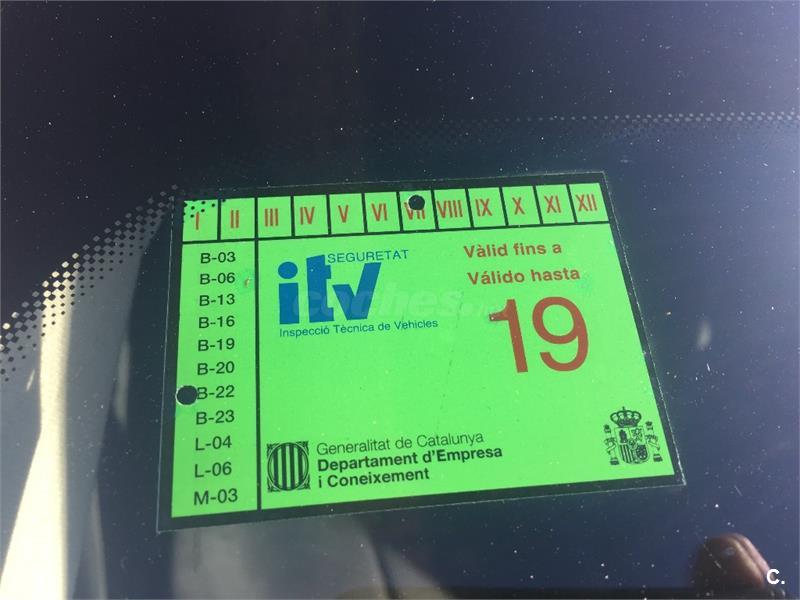 I II III IV V VI VII VIII IX X XI XII
B-03
B-06
B-13
B-16
B-19
B-20
B-22
B-23
L-04
L-06
M-03
SEGURETAT
itv
Inspecció Tècnica de Vehicles
Vàlid fins a
Válido hasta
19
coches.
Generalitat de Catalunya
Departament d'Empresa
i Coneixement
C.